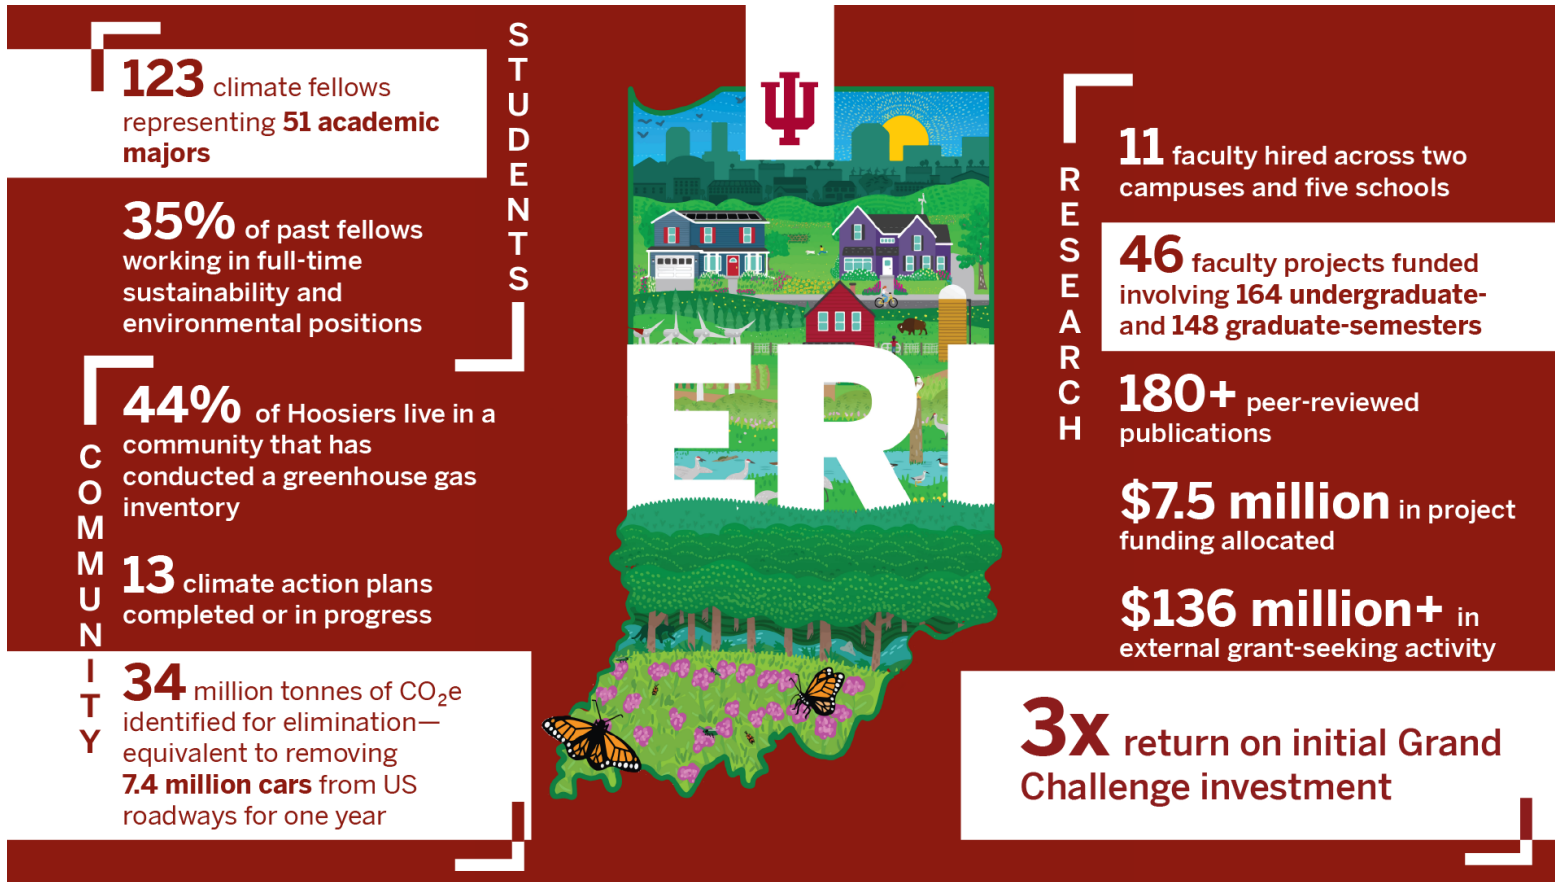 STUDENTS
123 climate fellows
representing 51 academic
majors
35% of past fellows
working in full-time
sustainability and
environmental positions
COMMUNITY
44% of Hoosiers live in a
community that has
conducted a greenhouse gas
inventory
13 climate action plans
completed or in progress
34 million tonnes of CO₂e
identified for elimination—
equivalent to removing
7.4 million cars from US
roadways for one year
ERI
RESEARCH
11 faculty hired across two
campuses and five schools
46 faculty projects funded
involving 164 undergraduate-
and 148 graduate-semesters
180+ peer-reviewed
publications
$7.5 million in project
funding allocated
$136 million+ in
external grant-seeking activity
3x return on initial Grand
Challenge investment